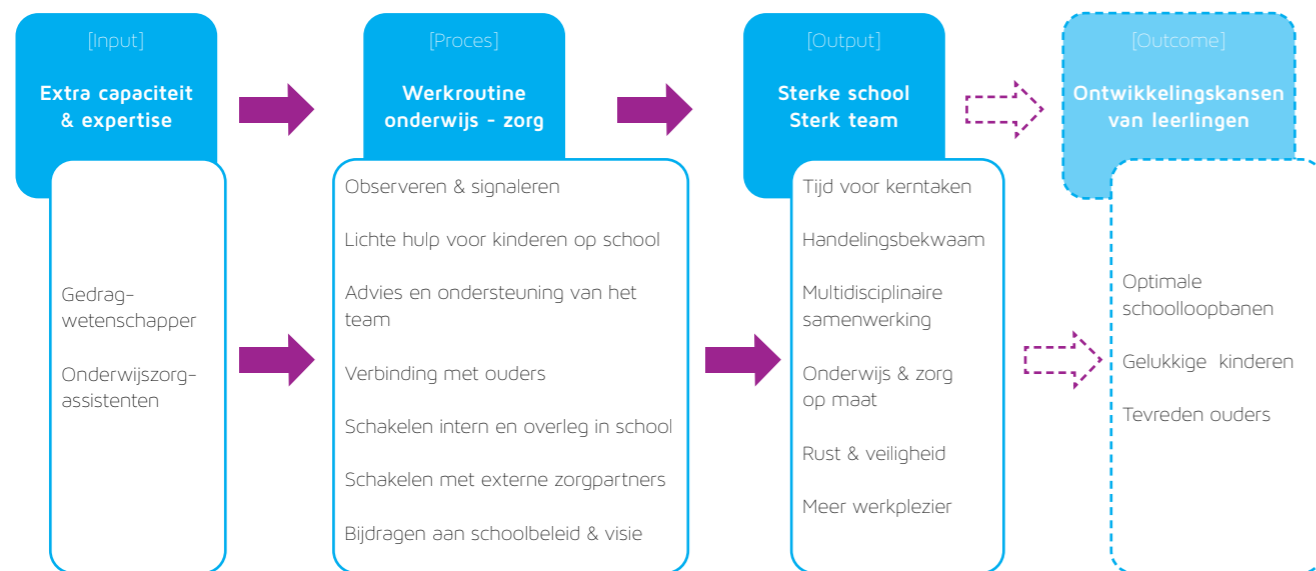 [Input]
Extra capaciteit
& expertise
Gedrag-
wetenschapper
Onderwijszorg-
assistenten
[Proces]
Werkroutine
onderwijs - zorg
Observeren & signaleren
Lichte hulp voor kinderen op school
Advies en ondersteuning van het
team
Verbinding met ouders
Schakelen intern en overleg in school
Schakelen met externe zorgpartners
Bijdragen aan schoolbeleid & visie
[Output]
Sterke school
Sterk team
Tijd voor kerntaken
Handelingsbekwaam
Multidisciplinaire
samenwerking
Onderwijs & zorg
op maat
Rust & veiligheid
Meer werkplezier
[Outcome]
Ontwikkelingskansen
van leerlingen
Optimale
schoolloopbanen
Gelukkige kinderen
Tevreden ouders